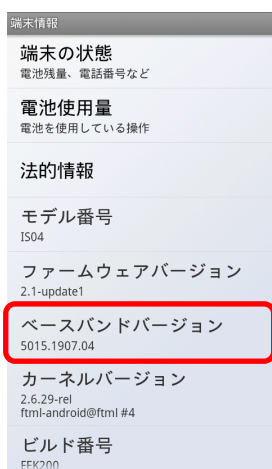 端末情報
端末の状態
電池残量、電話番号など
電池使用量
電池を使用している操作
法的情報
モデル番号
IS04
ファームウェアバージョン
2.1-update1
ベースバンドバージョン
5015.1907.04
カーネルバージョン
2.6.29-rel
ftml-android@ftml #4
ビルド番号
FFK200